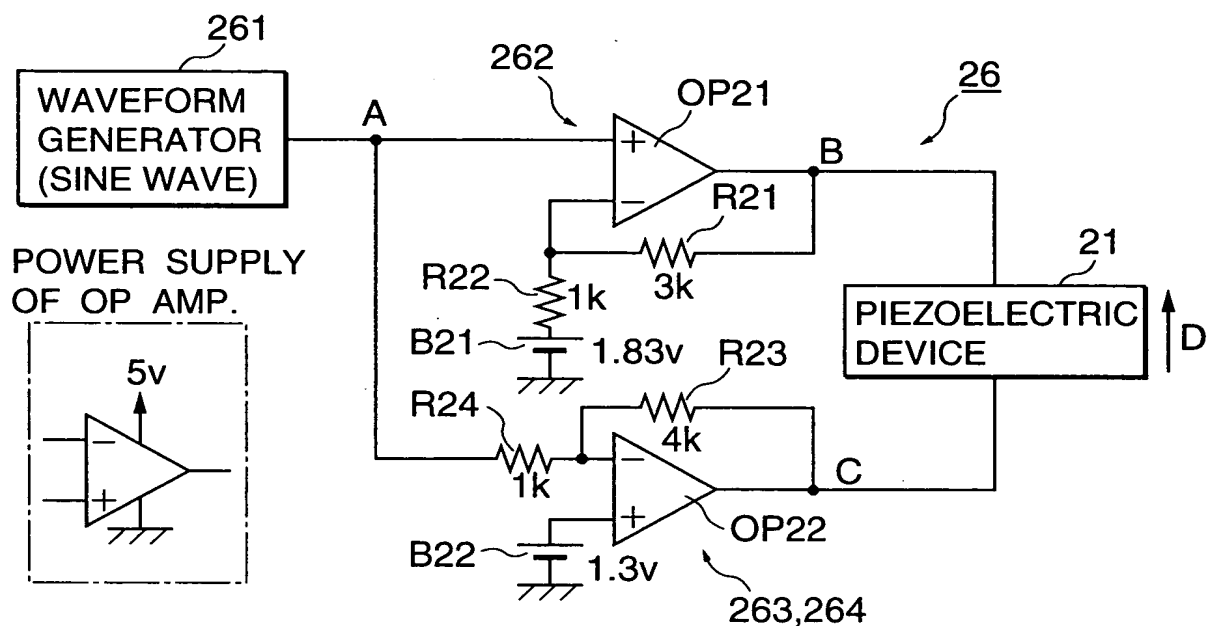 261
WAVEFORM
GENERATOR
(SINE WAVE)
A
262
OP21
26
B
+
−
R21
3k
R22
1k
B21
1.83v
21
PIEZOELECTRIC
DEVICE
D
POWER SUPPLY
OF OP AMP.
5v
−
+
R23
4k
R24
1k
−
+
C
OP22
B22
1.3v
263,264